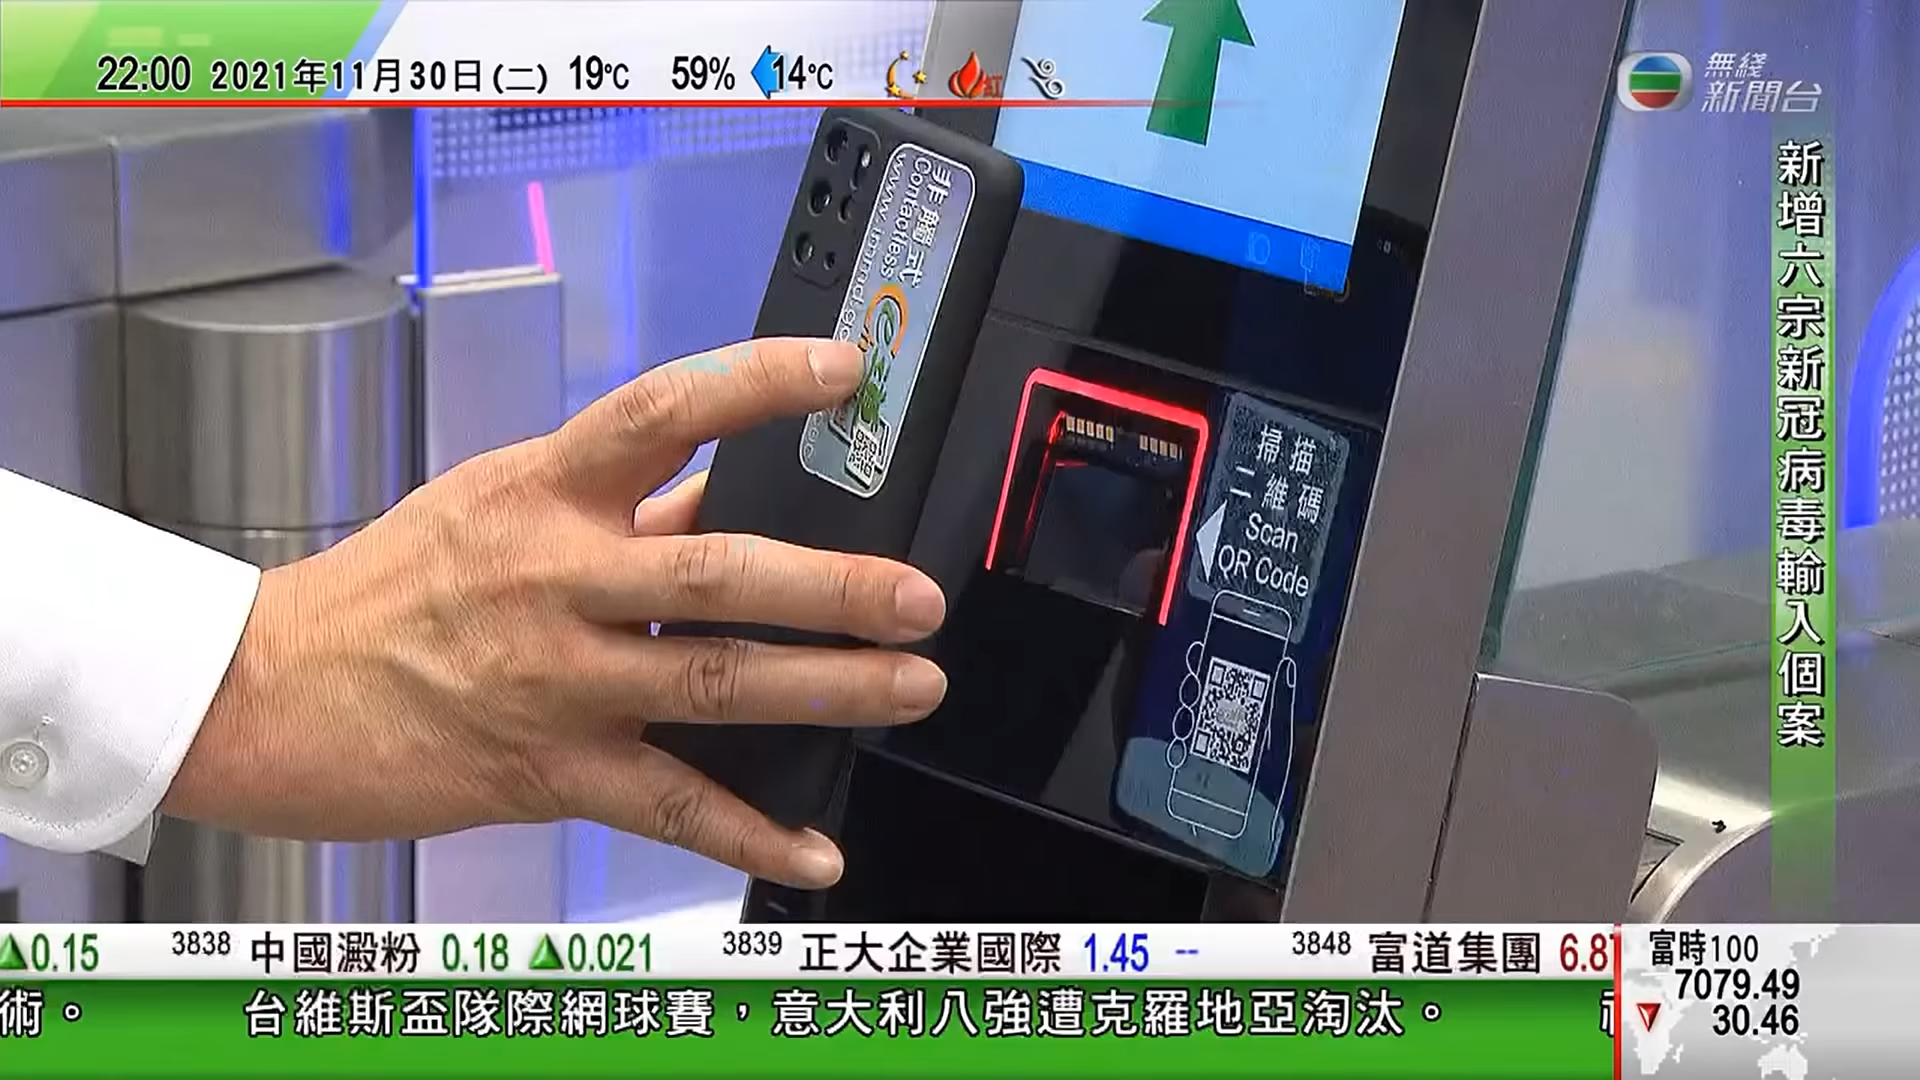 22:00 2021年11月30日(二) 19℃ 59% 14℃ 紅
無綫
新聞台
新增六宗新冠病毒輸入個案
非觸式
Contactless
e道
掃描
二維碼
Scan
QR Code
0.15 3838 中國澱粉 0.18 0.021 3839 正大企業國際 1.45 -- 3848 富道集團 6.8
術。 台維斯盃隊際網球賽，意大利八強遭克羅地亞淘汰。
富時100
7079.49
30.46